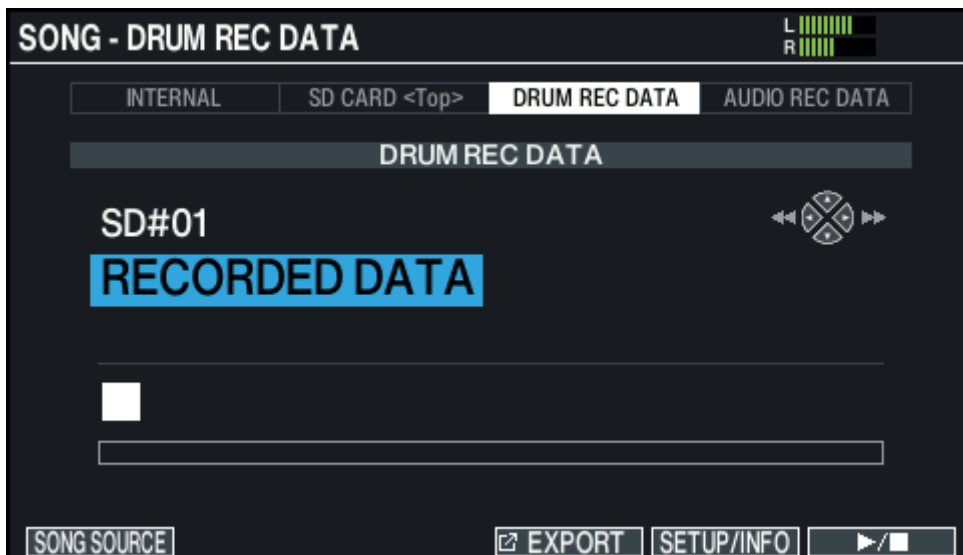 SONG - DRUM REC DATA
L
R
INTERNAL SD CARD <Top> DRUM REC DATA AUDIO REC DATA
DRUM REC DATA
SD#01
RECORDED DATA
SONG SOURCE EXPORT SETUP/INFO ►/■